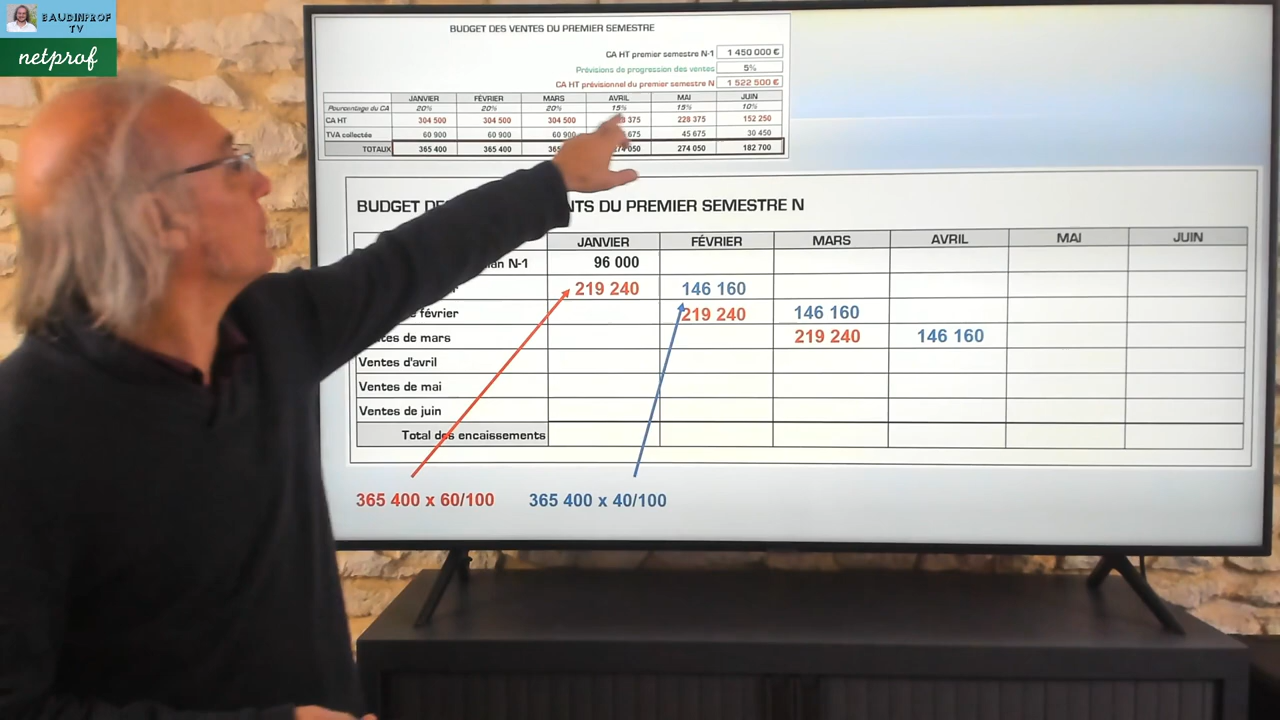 BAUDINPROF
TV
netprof
BUDGET DES VENTES DU PREMIER SEMESTRE
CA HT premier semestre N-1 1 450 000 €
Prévisions de progression des ventes 5%
CA HT prévisionnel du premier semestre N 1 522 500 €
JANVIER FÉVRIER MARS AVRIL MAI JUIN
Pourcentage du CA 20% 20% 20% 15% 15% 10%
CA HT 304 500 304 500 304 500 375 228 375 152 250
TVA collectée 60 900 60 900 60 900 675 45 675 30 450
TOTAUX 365 400 365 400 274 050 182 700
BUDGET DU PREMIER SEMESTRE N
JANVIER FÉVRIER MARS AVRIL MAI JUIN
N-1 96 000
219 240 146 160
février 219 240 146 160
de mars 219 240 146 160
Ventes d'avril
Ventes de mai
Ventes de juin
Total des encaissements
365 400 x 60/100 365 400 x 40/100